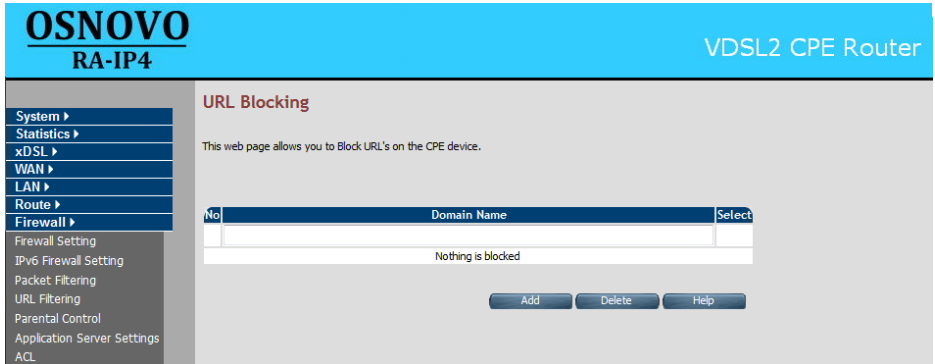 OSNOVO
RA-IP4
VDSL2 CPE Router
System
Statistics
xDSL
WAN
LAN
Route
Firewall
Firewall Setting
IPv6 Firewall Setting
Packet Filtering
URL Filtering
Parental Control
Application Server Settings
ACL
URL Blocking
This web page allows you to Block URL's on the CPE device.
No Domain Name Select
Nothing is blocked
Add Delete Help